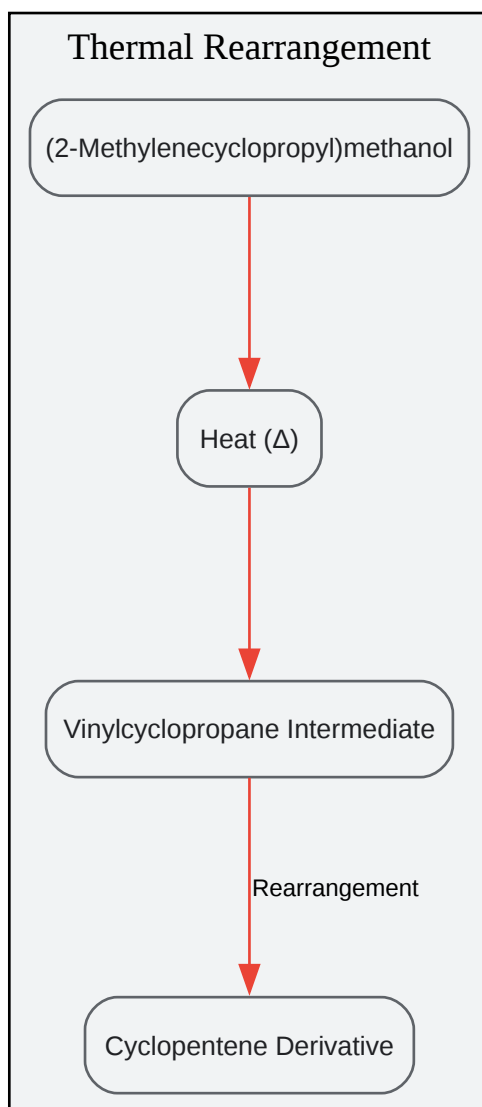 Thermal Rearrangement
(2-Methylenecyclopropyl)methanol
Heat (Δ)
Vinylcyclopropane Intermediate
Rearrangement
Cyclopentene Derivative